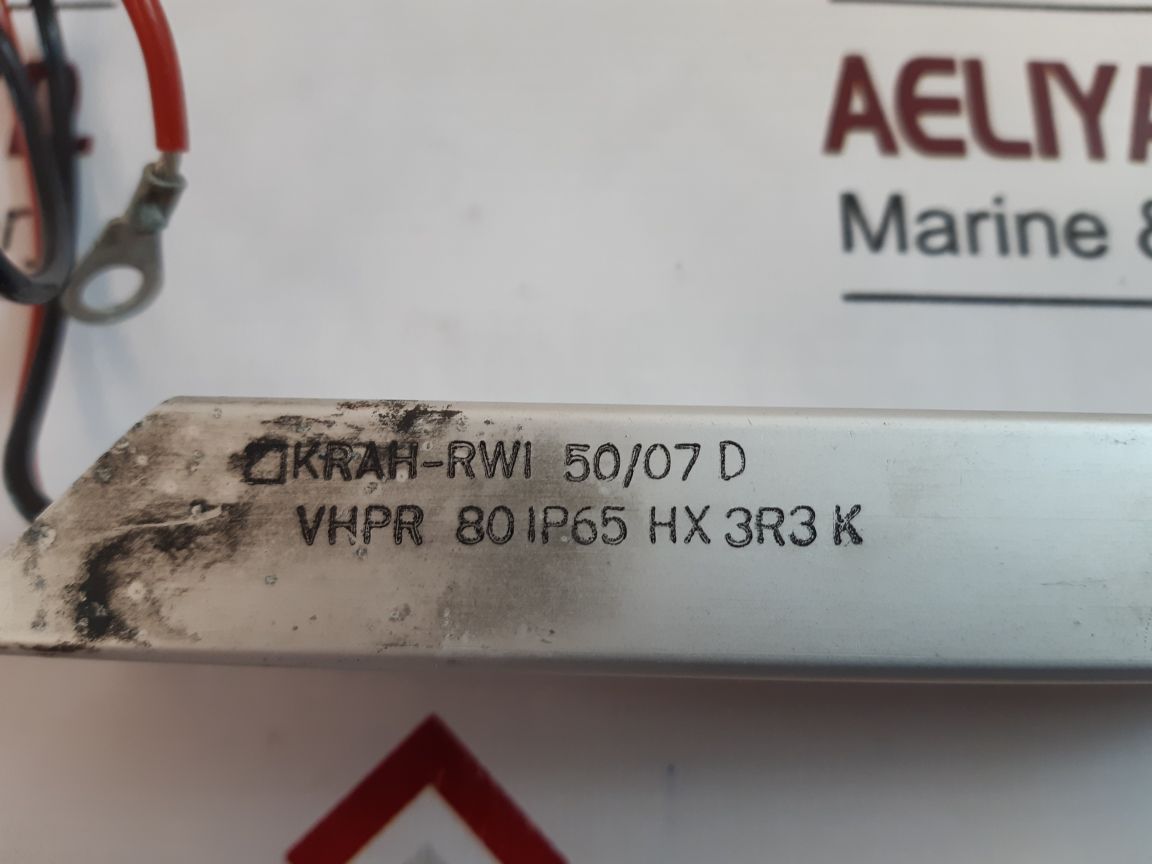 AELIYA
Marine &
KRAH-RWI 50/07 D
VHPR 80 IP65 HX 3R3 K